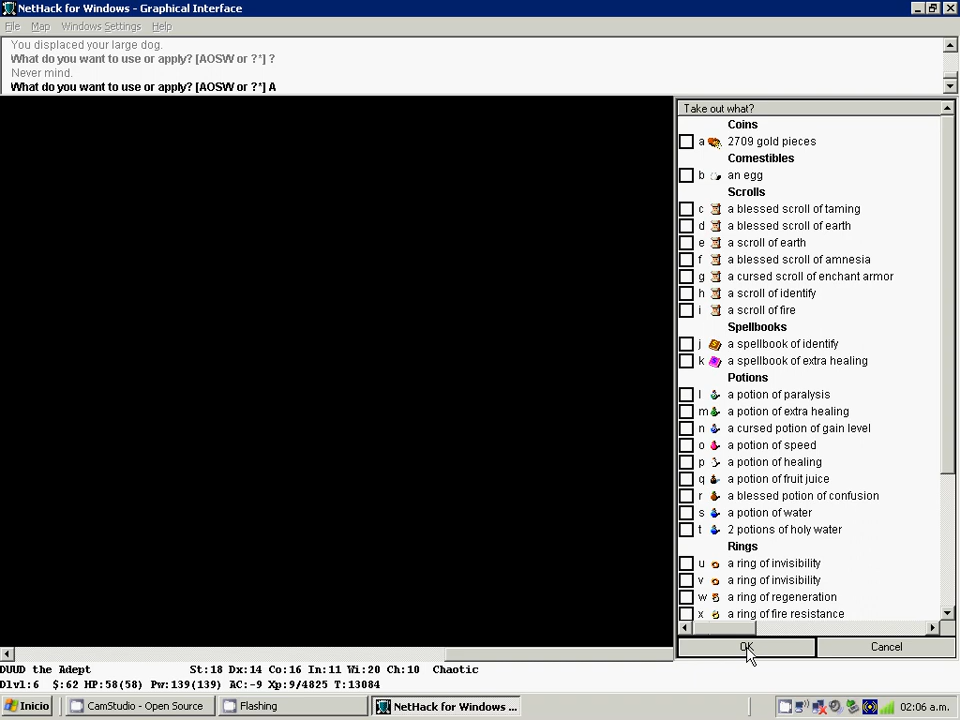 NetHack for Windows - Graphical Interface
File Map Windows Settings Help
You displaced your large dog.
What do you want to use or apply? [AOSW or ?*] ?
Never mind.
What do you want to use or apply? [AOSW or ?*] A
Take out what?
Coins
a 2709 gold pieces
Comestibles
b an egg
Scrolls
c a blessed scroll of taming
d a blessed scroll of earth
e a scroll of earth
f a blessed scroll of amnesia
g a cursed scroll of enchant armor
h a scroll of identify
i a scroll of fire
Spellbooks
j a spellbook of identify
k a spellbook of extra healing
Potions
l a potion of paralysis
m a potion of extra healing
n a cursed potion of gain level
o a potion of speed
p a potion of healing
q a potion of fruit juice
r a blessed potion of confusion
s a potion of water
t 2 potions of holy water
Rings
u a ring of invisibility
v a ring of invisibility
w a ring of regeneration
x a ring of fire resistance
OK Cancel
DUUD the Adept St:18 Dx:14 Co:16 In:11 Wi:20 Ch:10 Chaotic
Dlvl:6 $:62 HP:58(58) Pw:139(139) AC:-9 Xp:9/4825 T:13084
Inicio CamStudio - Open Source Flashing NetHack for Windows ... 02:06 a.m.